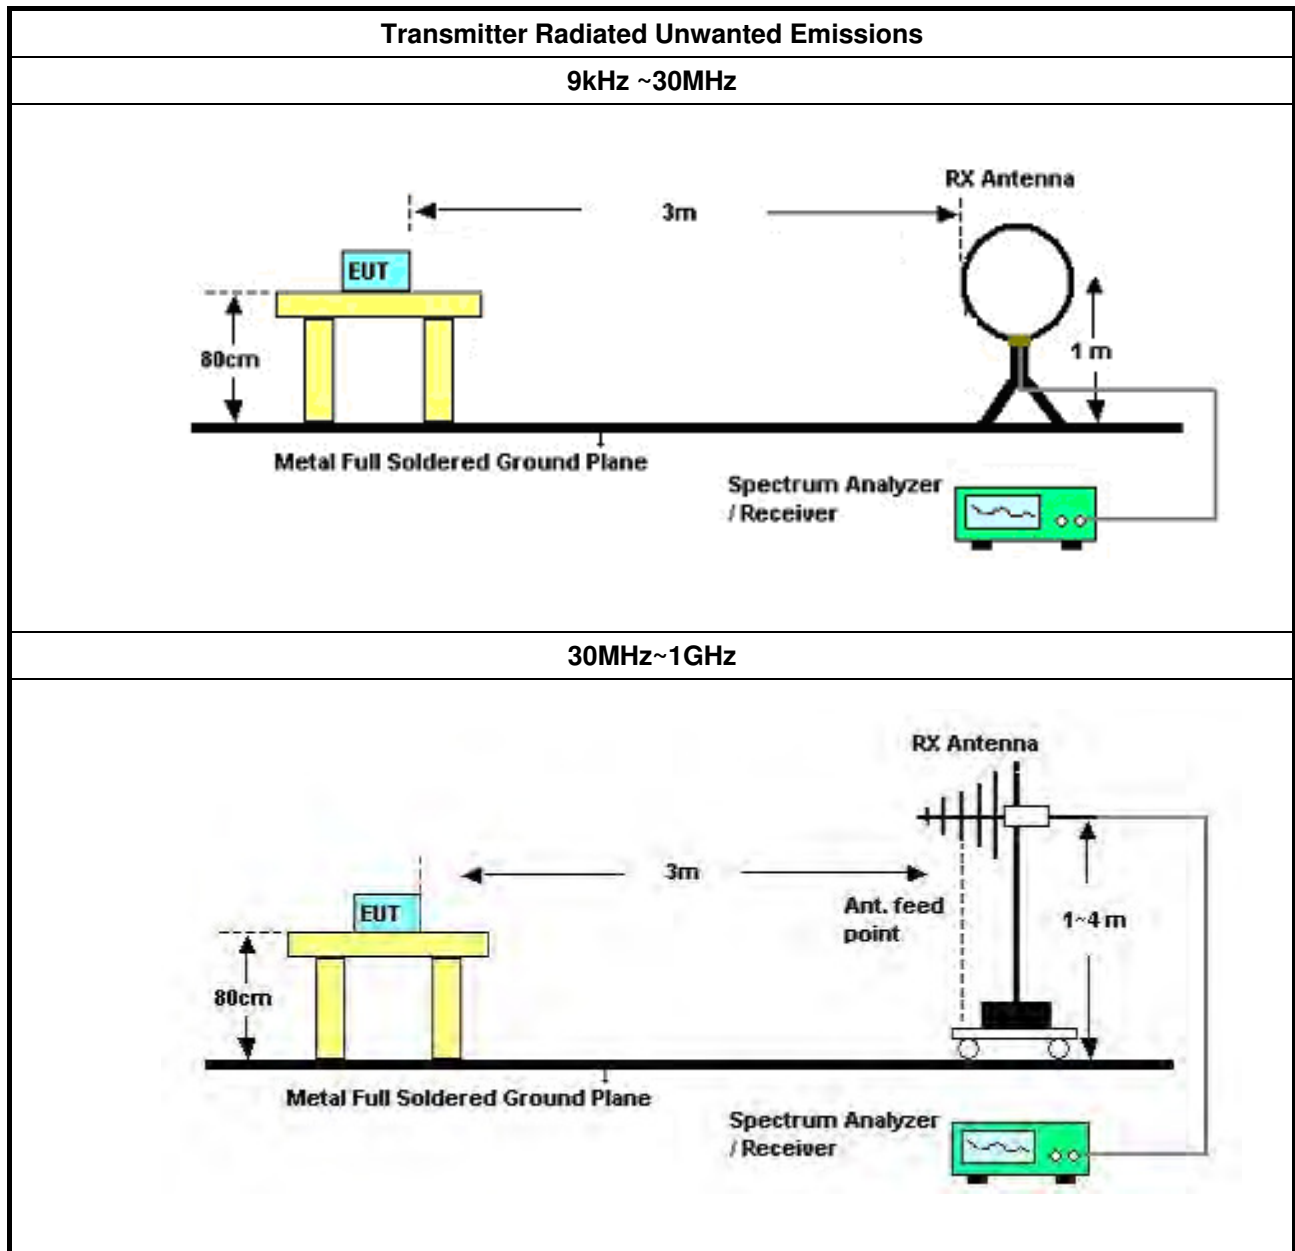 Transmitter Radiated Unwanted Emissions
9kHz ~30MHz
RX Antenna
3m
EUT
80cm
1 m
Metal Full Soldered Ground Plane
Spectrum Analyzer
/ Receiver
30MHz~1GHz
RX Antenna
3m
EUT
Ant. feed
point
1~4 m
80cm
Metal Full Soldered Ground Plane
Spectrum Analyzer
/ Receiver